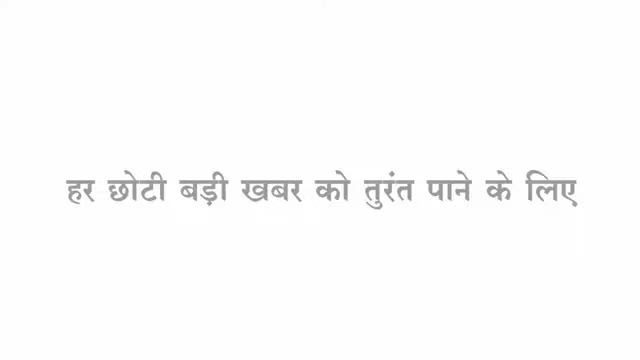 हर छोटी बड़ी खबर को तुरंत पाने के लिए